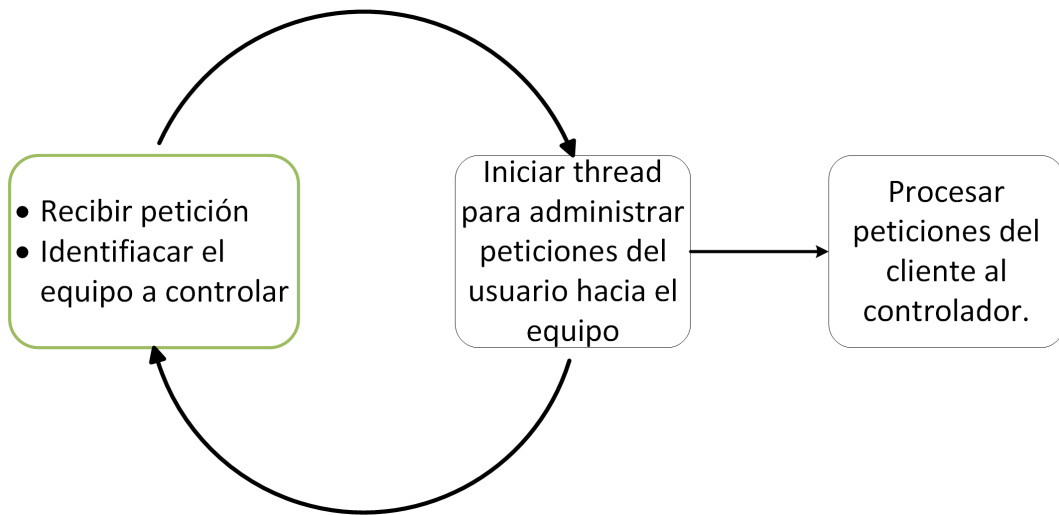 • Recibir petición
• Identifiacar el
equipo a controlar
Iniciar thread
para administrar
peticiones del
usuario hacia el
equipo
Procesar
peticiones del
cliente al
controlador.